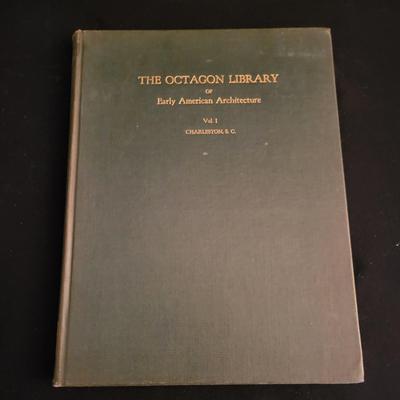 THE OCTAGON LIBRARY
OF
Early American Architecture
Vol. I
CHARLESTON, S. C.